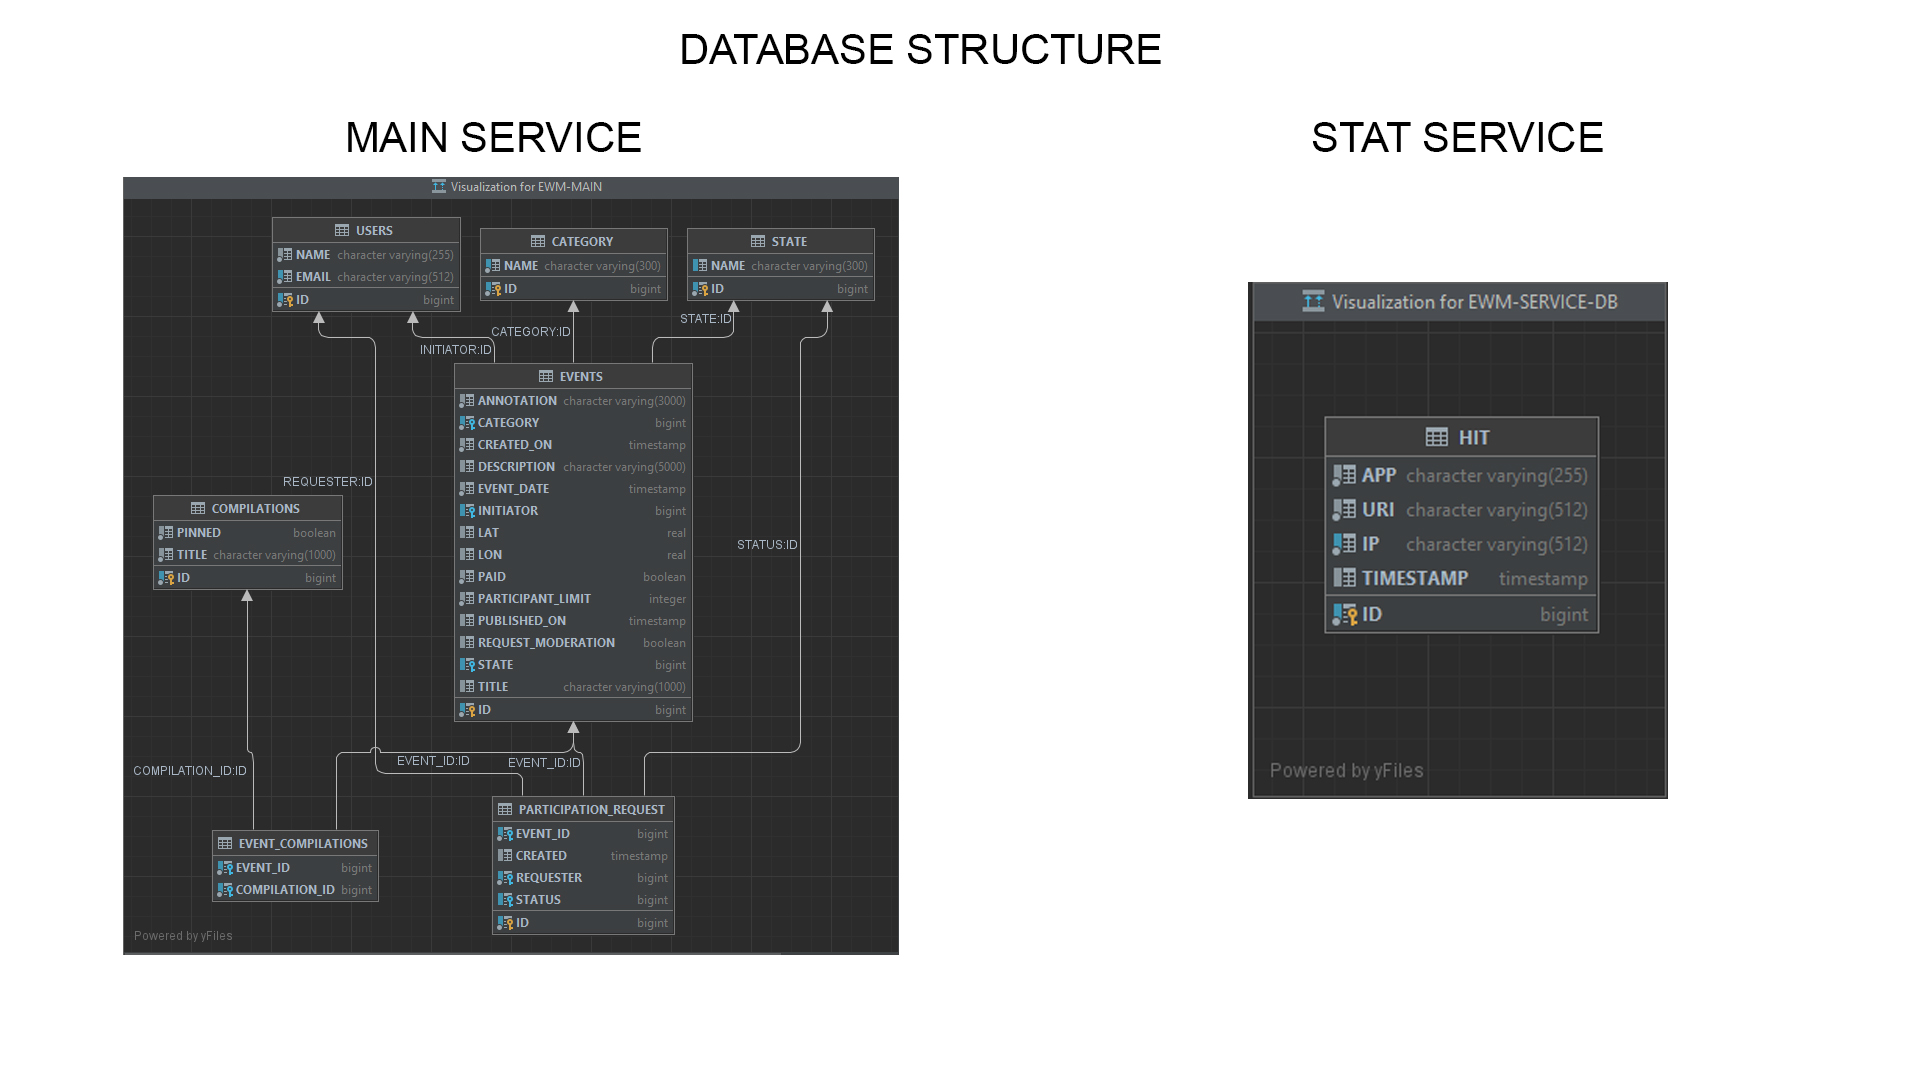 DATABASE STRUCTURE
MAIN SERVICE
Visualization for EWM-MAIN
USERS
NAME character varying(255)
EMAIL character varying(512)
ID bigint
CATEGORY
NAME character varying(300)
ID bigint
STATE
NAME character varying(300)
ID bigint
STATE:ID
CATEGORY:ID
INITIATOR:ID
EVENTS
ANNOTATION character varying(3000)
CATEGORY bigint
CREATED_ON timestamp
DESCRIPTION character varying(5000)
EVENT_DATE timestamp
INITIATOR bigint
LAT real
LON real
PAID boolean
PARTICIPANT_LIMIT integer
PUBLISHED_ON timestamp
REQUEST_MODERATION boolean
STATE bigint
TITLE character varying(1000)
ID bigint
REQUESTER:ID
COMPILATIONS
PINNED boolean
TITLE character varying(1000)
ID bigint
STATUS:ID
COMPILATION_ID:ID
EVENT_ID:ID
EVENT_ID:ID
EVENT_COMPILATIONS
EVENT_ID bigint
COMPILATION_ID bigint
PARTICIPATION_REQUEST
EVENT_ID bigint
CREATED timestamp
REQUESTER bigint
STATUS bigint
ID bigint
Powered by yFiles
STAT SERVICE
Visualization for EWM-SERVICE-DB
HIT
APP character varying(255)
URI character varying(512)
IP character varying(512)
TIMESTAMP timestamp
ID bigint
Powered by yFiles